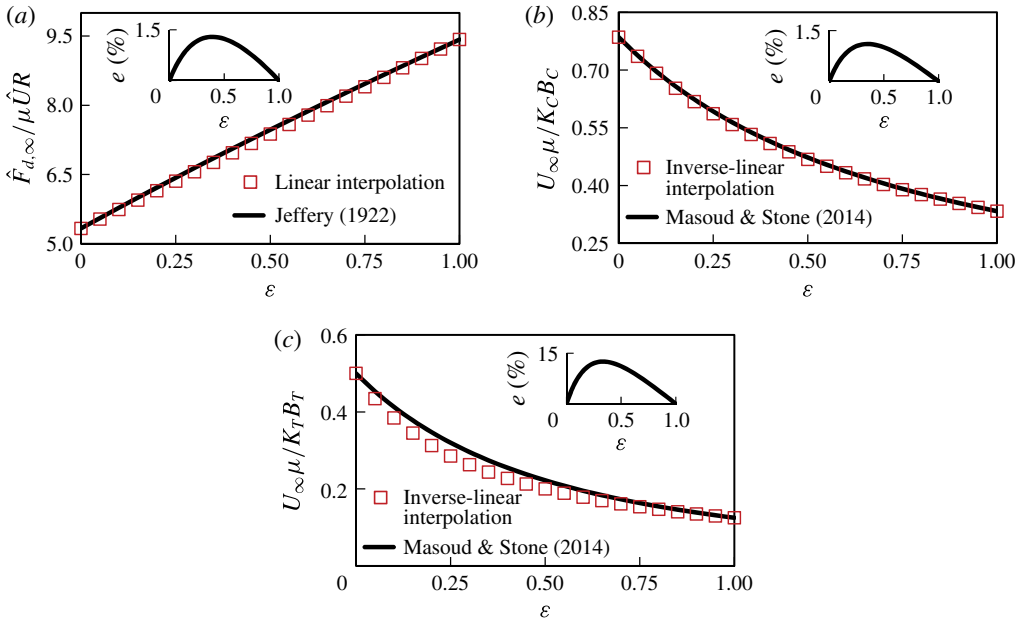 (a)
9.5
8.0
6.5
5.0
F̂d,∞/μÛR
1.5
e (%)
0
0.5
1.0
ε
Linear interpolation
Jeffery (1922)
0
0.25
0.50
0.75
1.00
ε
(b)
0.85
0.70
0.55
0.40
0.25
U∞μ/KCBC
1.5
e (%)
0
0.5
1.0
ε
Inverse-linear
interpolation
Masoud & Stone (2014)
0
0.25
0.50
0.75
1.00
ε
(c)
0.6
0.4
0.2
U∞μ/KTBT
15
e (%)
0
0.5
1.0
ε
Inverse-linear
interpolation
Masoud & Stone (2014)
0
0.25
0.50
0.75
1.00
ε